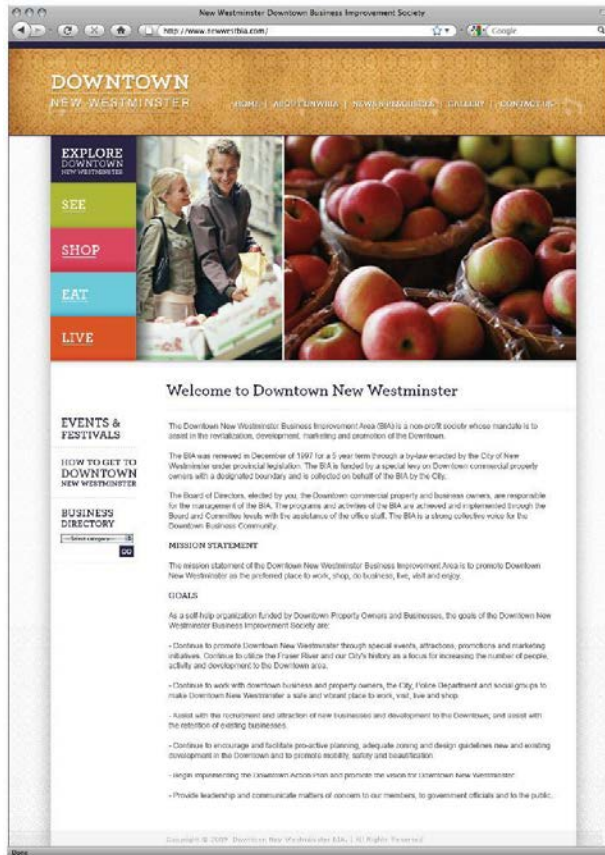 New Westminster Downtown Business Improvement Society
http://www.newwestbia.com/
Google
DOWNTOWN
NEW WESTMINSTER
HOME | ABOUT DNWBIA | NEWS & RESOURCES | GALLERY | CONTACT US
EXPLORE
DOWNTOWN
NEW WESTMINSTER
SEE
SHOP
EAT
LIVE
Welcome to Downtown New Westminster
EVENTS &
FESTIVALS
HOW TO GET TO
DOWNTOWN
NEW WESTMINSTER
BUSINESS
DIRECTORY
---Select category---
GO
The Downtown New Westminster Business Improvement Area (BIA) is a non-profit society whose mandate is to
assist in the revitalization, development, marketing and promotion of the Downtown.
The BIA was renewed in December of 1997 for a 5 year term through a by-law enacted by the City of New
Westminster under provincial legislation. The BIA is funded by a special levy on Downtown commercial property
owners with a designated boundary and is collected on behalf of the BIA by the City.
The Board of Directors, elected by you, the Downtown commercial property and business owners, are responsible
for the management of the BIA. The programs and activities of the BIA are achieved and implemented through the
Board and Committee levels with the assistance of the office staff. The BIA is a strong collective voice for the
Downtown Business Community.
MISSION STATEMENT
The mission statement of the Downtown New Westminster Business Improvement Area is to promote Downtown
New Westminster as the preferred place to work, shop, do business, live, visit and enjoy.
GOALS
As a self-help organization funded by Downtown Property Owners and Businesses, the goals of the Downtown New
Westminster Business Improvement Society are:
- Continue to promote Downtown New Westminster through special events, attractions, promotions and marketing
initiatives. Continue to utilize the Fraser River and our City's history as a focus for increasing the number of people,
activity and development to the Downtown area.
- Continue to work with downtown business and property owners, the City, Police Department and social groups to
make Downtown New Westminster a safe and vibrant place to work, visit, live and shop.
- Assist with the recruitment and attraction of new businesses and development to the Downtown, and assist with
the retention of existing businesses.
- Continue to encourage and facilitate pro-active planning, adequate zoning and design guidelines new and existing
development in the Downtown and to promote mobility, safety and beautification.
- Begin implementing the Downtown Action Plan and promote the vision for Downtown New Westminster.
- Provide leadership and communicate matters of concern to our members, to government officials and to the public.
Copyright © 2009 Downtown New Westminster BIA. | All Rights Reserved
Done